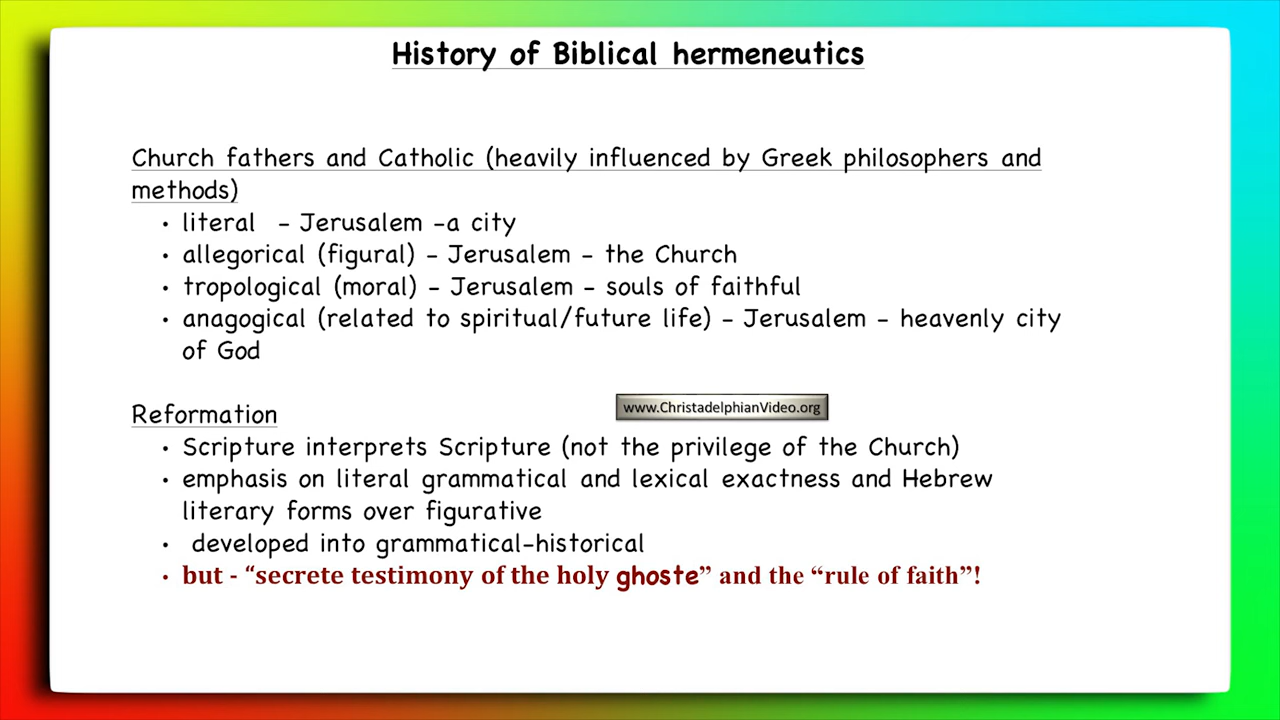 History of Biblical hermeneutics
Church fathers and Catholic (heavily influenced by Greek philosophers and
methods)
• literal - Jerusalem -a city
• allegorical (figural) - Jerusalem - the Church
• tropological (moral) - Jerusalem - souls of faithful
• anagogical (related to spiritual/future life) - Jerusalem - heavenly city
of God
Reformation
www.ChristadelphianVideo.org
• Scripture interprets Scripture (not the privilege of the Church)
• emphasis on literal grammatical and lexical exactness and Hebrew
literary forms over figurative
• developed into grammatical-historical
• but - “secrete testimony of the holy ghoste” and the “rule of faith”!